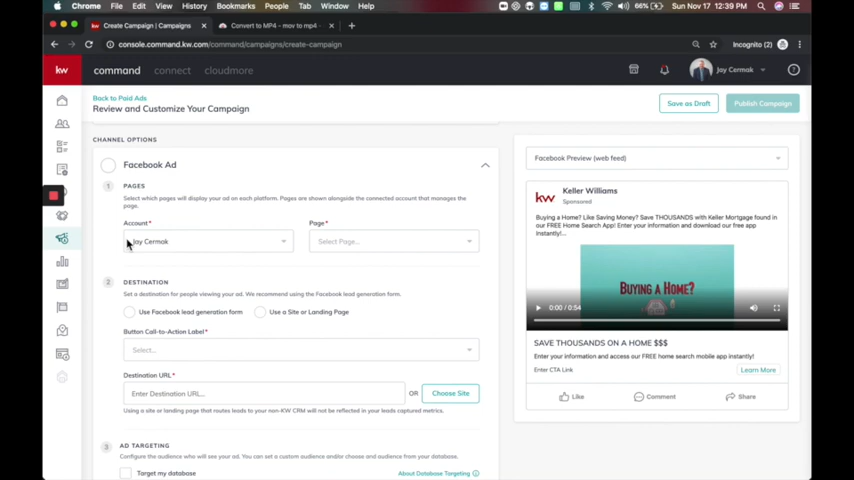 Chrome File Edit View History Bookmarks People Tab Window Help
66% Sun Nov 17 12:39 PM
Create Campaign | Campaigns
Convert to MP4 - mov to mp4 -
console.command.kw.com/command/campaigns/create-campaign
Incognito (2)
kw command connect cloudmore
Jay Cermak
Back to Paid Ads
Review and Customize Your Campaign
Save as Draft
Publish Campaign
CHANNEL OPTIONS
Facebook Ad
1 PAGES
Select which pages will display your ad on each platform. Pages are shown alongside the connected account that manages the
page.
Account* Page*
Jay Cermak Select Page...
2 DESTINATION
Set a destination for people viewing your ad. We recommend using the Facebook lead generation form.
Use Facebook lead generation form Use a Site or Landing Page
Button Call-to-Action Label*
Select...
Destination URL*
Enter Destination URL... OR Choose Site
Using a site or landing page that routes leads to your non-KW CRM will not be reflected in your leads captured metrics.
3 AD TARGETING
Configure the audience who will see your ad. You can set a custom audience and/or choose and audience from your database.
Target my database About Database Targeting
Facebook Preview (web feed)
kw Keller Williams
Sponsored
Buying a Home? Like Saving Money? Save THOUSANDS with Keller Mortgage found in
our FREE Home Search App! Enter your information and download our free app
instantly!...
BUYING A HOME?
0:00 / 0:54
SAVE THOUSANDS ON A HOME $$$
Enter your information and access our FREE home search mobile app instantly!
Enter CTA Link Learn More
Like Comment Share